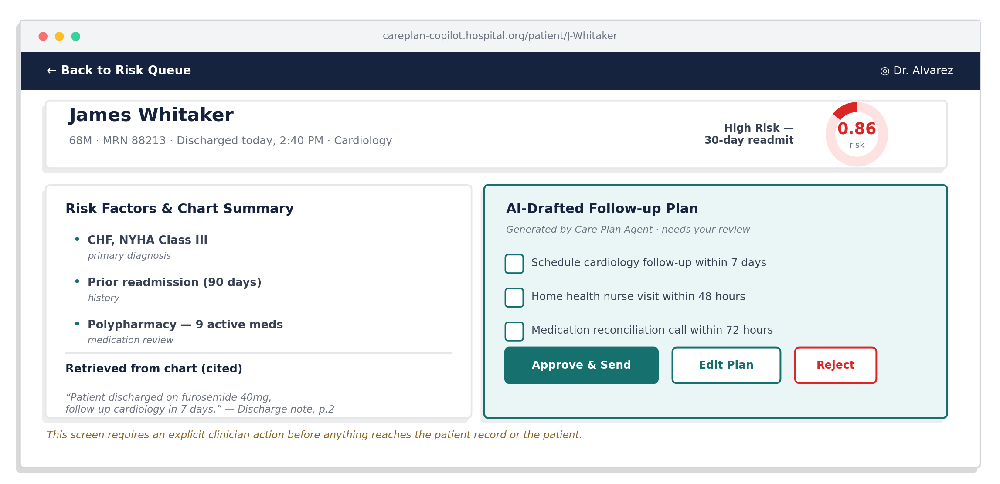 careplan-copilot.hospital.org/patient/J-Whitaker
← Back to Risk Queue
◎ Dr. Alvarez
James Whitaker
68M · MRN 88213 · Discharged today, 2:40 PM · Cardiology
High Risk —
30-day readmit
0.86
risk
Risk Factors & Chart Summary
• CHF, NYHA Class III
primary diagnosis
• Prior readmission (90 days)
history
• Polypharmacy — 9 active meds
medication review
Retrieved from chart (cited)
“Patient discharged on furosemide 40mg,
follow-up cardiology in 7 days.” — Discharge note, p.2
AI-Drafted Follow-up Plan
Generated by Care-Plan Agent · needs your review
Schedule cardiology follow-up within 7 days
Home health nurse visit within 48 hours
Medication reconciliation call within 72 hours
Approve & Send
Edit Plan
Reject
This screen requires an explicit clinician action before anything reaches the patient record or the patient.